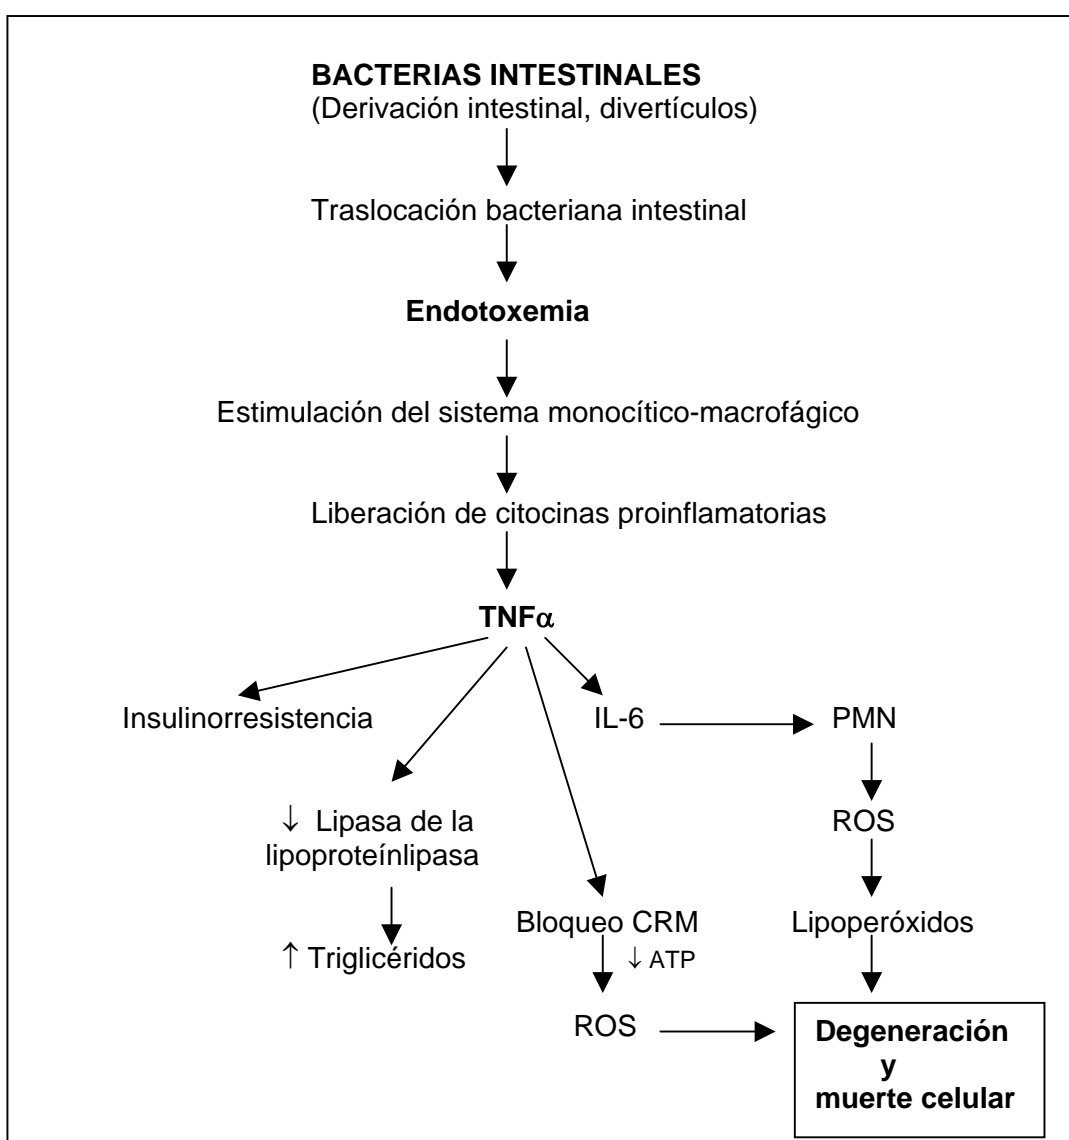 BACTERIAS INTESTINALES
(Derivación intestinal, divertículos)
Traslocación bacteriana intestinal
Endotoxemia
Estimulación del sistema monocítico-macrofágico
Liberación de citocinas proinflamatorias
TNFα
Insulinorresistencia
IL-6
PMN
↓ Lipasa de la
lipoproteínlipasa
ROS
Bloqueo CRM
Lipoperóxidos
↑ Triglicéridos
↓ ATP
ROS
Degeneración
y
muerte celular